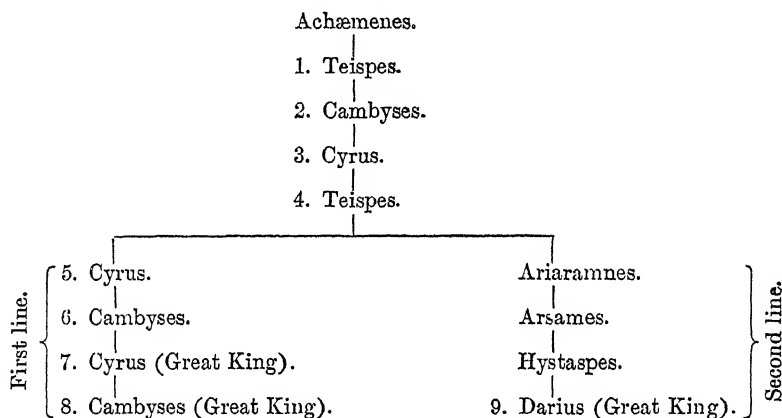 Achæmenes.
1. Teispes.
2. Cambyses.
3. Cyrus.
4. Teispes.
First line.
5. Cyrus.
6. Cambyses.
7. Cyrus (Great King).
8. Cambyses (Great King).
Ariaramnes.
Arsames.
Hystaspes.
9. Darius (Great King).
Second line.